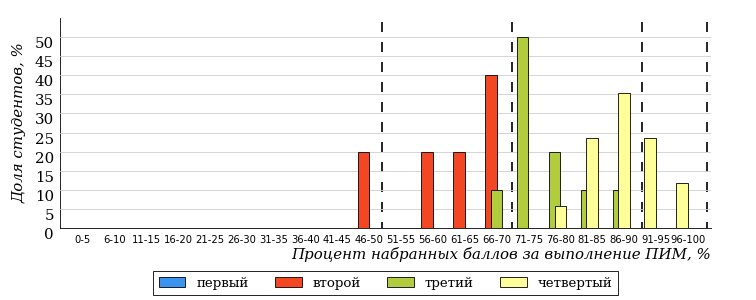 Доля студентов, %
50
45
40
35
30
25
20
15
10
5
0
0-5 6-10 11-15 16-20 21-25 26-30 31-35 36-40 41-45 46-50 51-55 56-60 61-65 66-70 71-75 76-80 81-85 86-90 91-95 96-100
Процент набранных баллов за выполнение ПИМ, %
первый второй третий четвертый